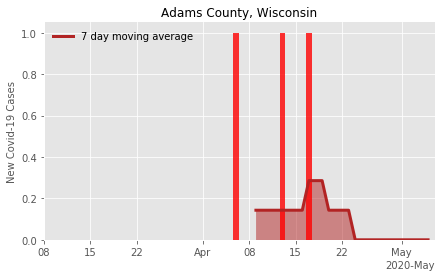 Adams County, Wisconsin
7 day moving average
New Covid-19 Cases
1.0
0.8
0.6
0.4
0.2
0.0
08 15 22 Apr 08 15 22 May
2020-May